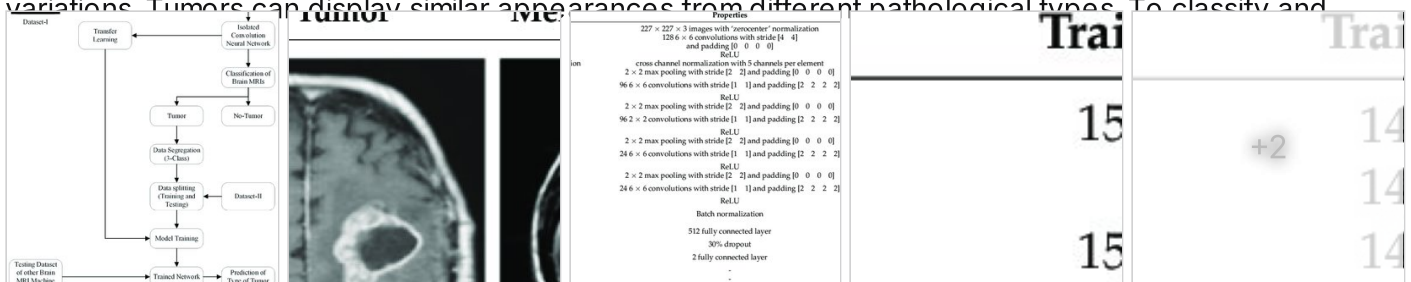 variations. Tumors can display similar appearances from different pathological types. To classify and
Dataset-I
Transfer
Learning
Isolated
Convolution
Neural Network
Classification of
Brain MRIs
Tumor
No-Tumor
Data Segregation
(3-Class)
Data splitting
(Training and
Testing)
Dataset-II
Model Training
Testing Dataset
of other Brain
MRI Machine
Trained Network
Prediction of
Type of Tumor
Tumor
Me
Properties
227 × 227 × 3 images with ‘zerocenter’ normalization
128 6 × 6 convolutions with stride [4 4]
and padding [0 0 0 0]
ReLU
ion
cross channel normalization with 5 channels per element
2 × 2 max pooling with stride [2 2] and padding [0 0 0 0]
96 6 × 6 convolutions with stride [1 1] and padding [2 2 2 2]
ReLU
2 × 2 max pooling with stride [2 2] and padding [0 0 0 0]
96 2 × 2 convolutions with stride [1 1] and padding [2 2 2 2]
ReLU
2 × 2 max pooling with stride [2 2] and padding [0 0 0 0]
24 6 × 6 convolutions with stride [1 1] and padding [2 2 2 2]
ReLU
2 × 2 max pooling with stride [2 2] and padding [0 0 0 0]
24 6 × 6 convolutions with stride [1 1] and padding [2 2 2 2]
ReLU
Batch normalization
512 fully connected layer
30% dropout
2 fully connected layer
-
-
Trai
15
15
Trai
+2
14
14
14